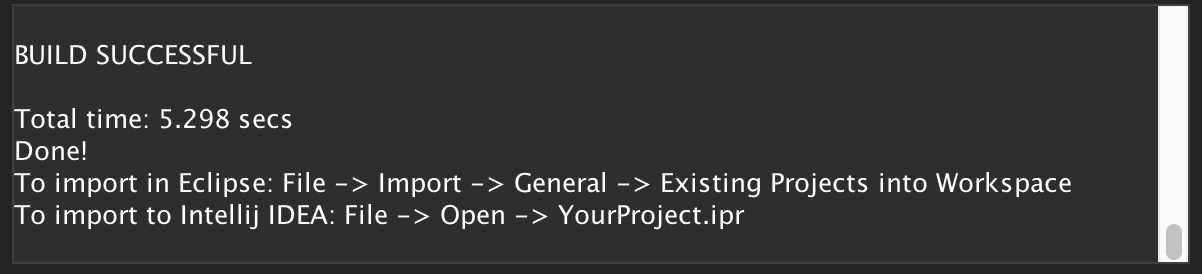 BUILD SUCCESSFUL
Total time: 5.298 secs
Done!
To import in Eclipse: File -> Import -> General -> Existing Projects into Workspace
To import to Intellij IDEA: File -> Open -> YourProject.ipr